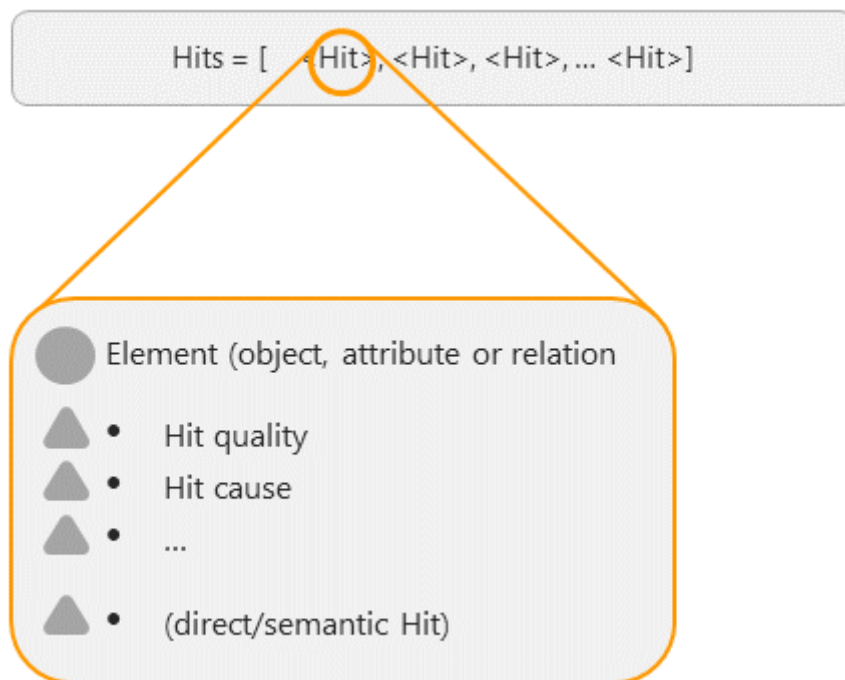 Hits = [ <Hit>, <Hit>, <Hit>, ... <Hit>]
Element (object, attribute or relation
• Hit quality
• Hit cause
• ...
• (direct/semantic Hit)